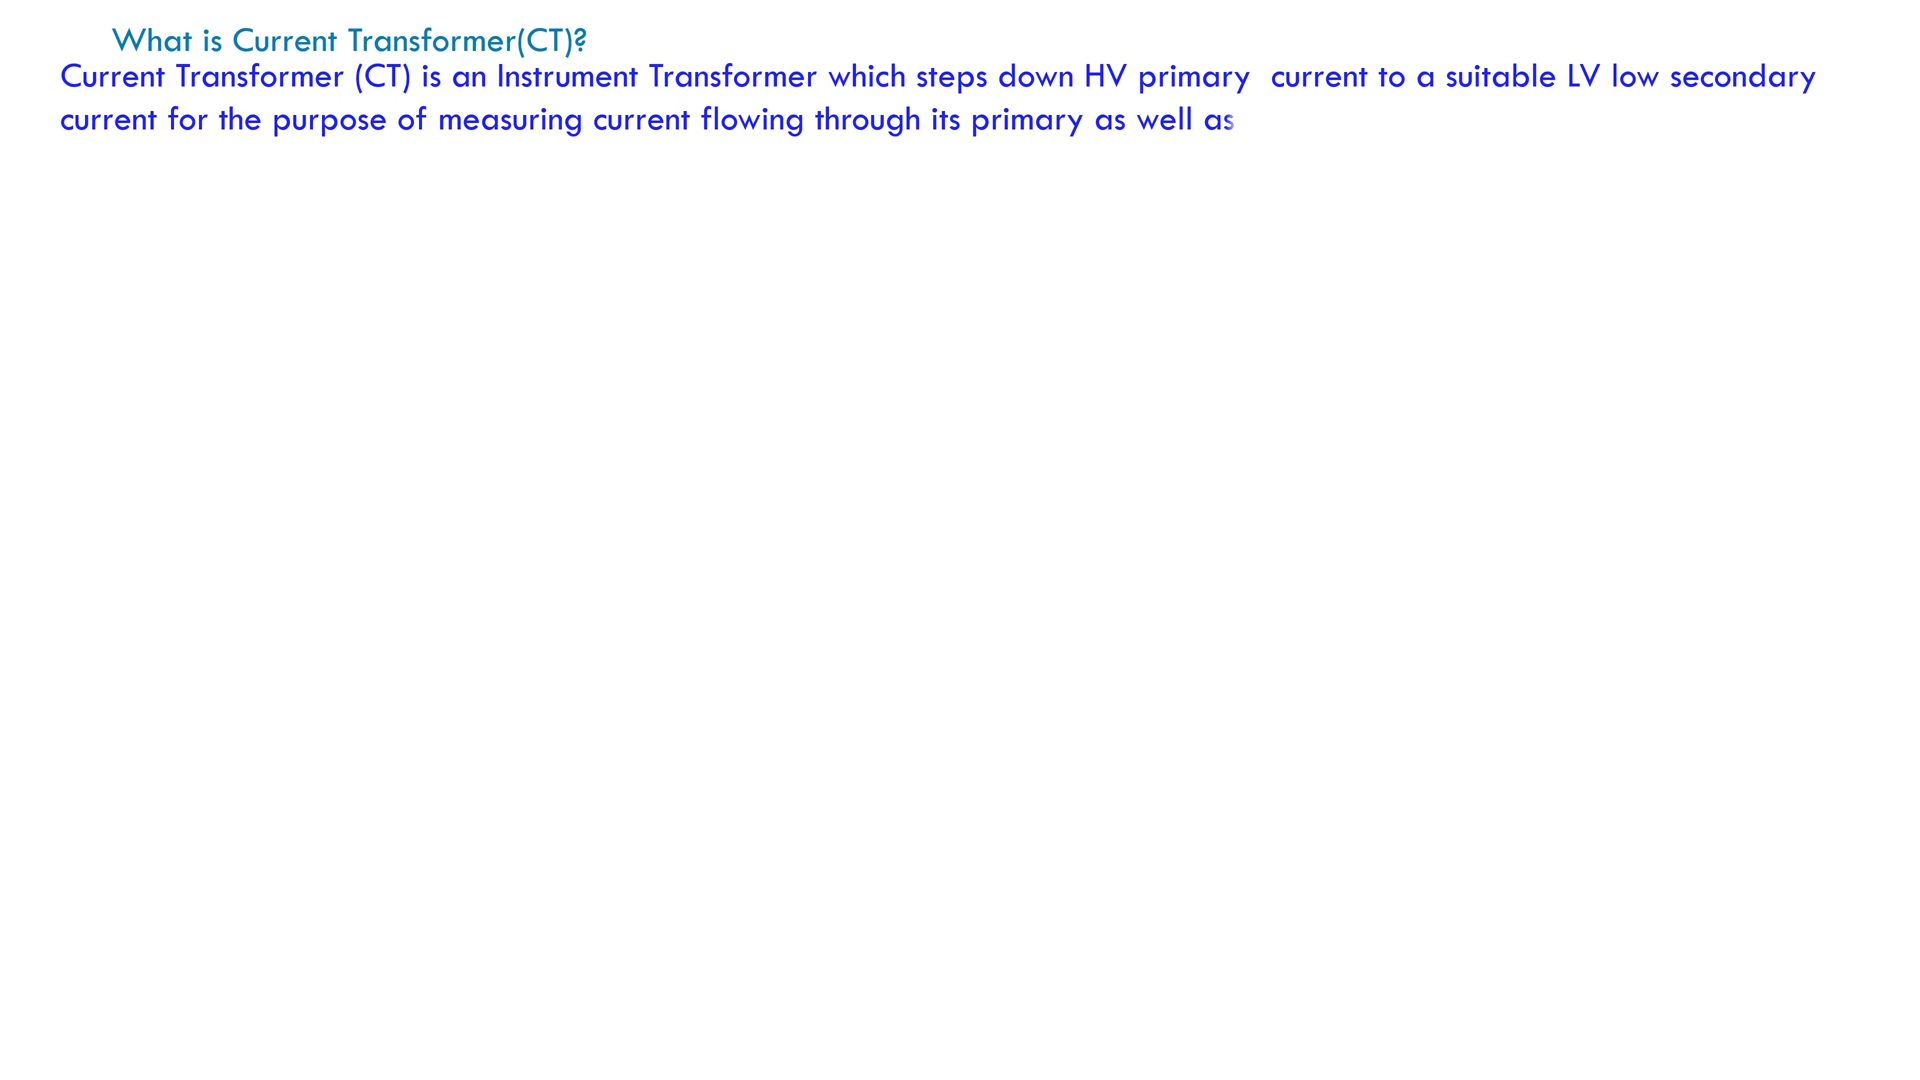 What is Current Transformer(CT)?
Current Transformer (CT) is an Instrument Transformer which steps down HV primary  current to a suitable LV low secondary
current for the purpose of measuring current flowing through its primary as well as